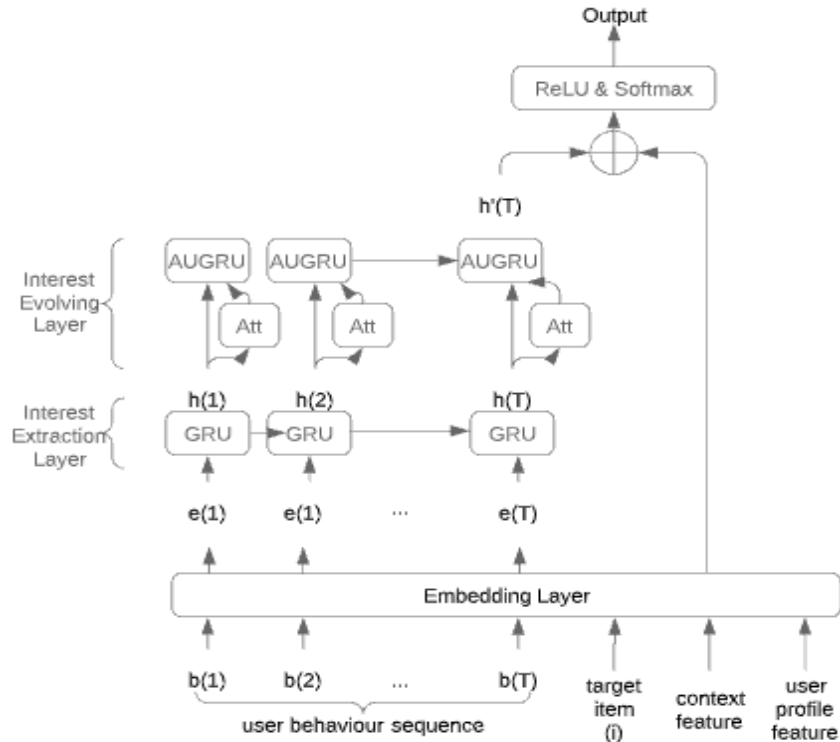 Output
ReLU & Softmax
h'(T)
AUGRU AUGRU AUGRU
Interest
Evolving
Layer
Att Att Att
h(1) h(2) h(T)
Interest
Extraction
Layer
GRU GRU GRU
e(1) e(1) ... e(T)
Embedding Layer
b(1) b(2) ... b(T)
user behaviour sequence
target
item
(i)
context
feature
user
profile
feature